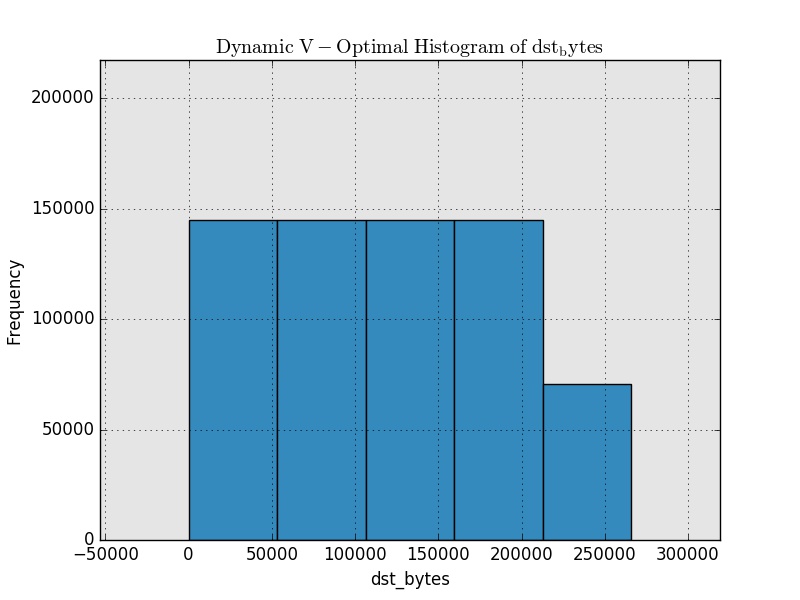 Dynamic V − Optimal Histogram of dst_bytes
200000
150000
100000
50000
0
Frequency
−50000 0 50000 100000 150000 200000 250000 300000
dst_bytes